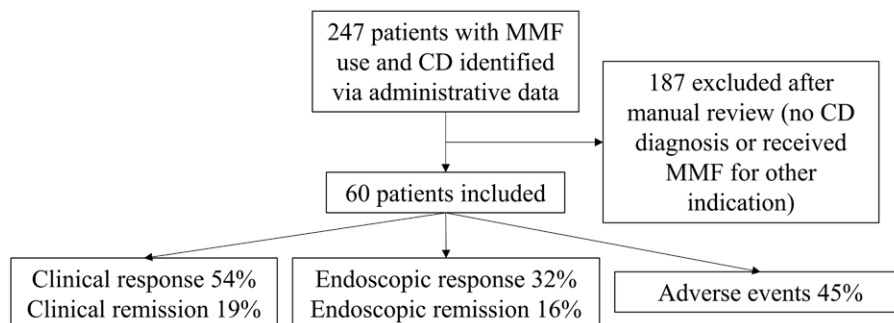 247 patients with MMF
use and CD identified
via administrative data
187 excluded after
manual review (no CD
diagnosis or received
MMF for other
indication)
60 patients included
Clinical response 54%
Clinical remission 19%
Endoscopic response 32%
Endoscopic remission 16%
Adverse events 45%